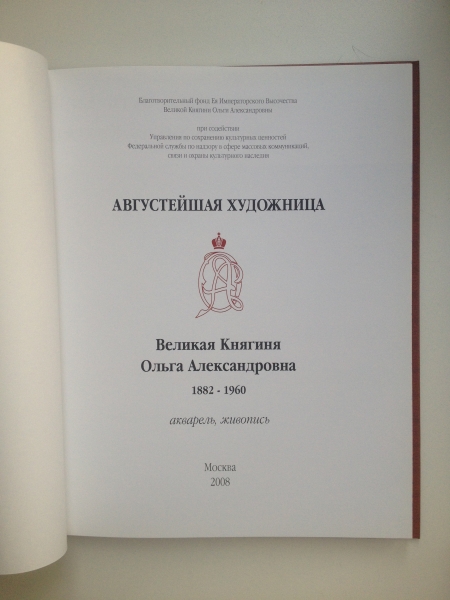 Благотворительный фонд Ее Императорского Высочества
Великой Княгини Ольги Александровны
при содействии
Управления по сохранению культурных ценностей
Федеральной службы по надзору в сфере массовых коммуникаций,
связи и охраны культурного наследия
АВГУСТЕЙШАЯ ХУДОЖНИЦА
Великая Княгиня
Ольга Александровна
1882 - 1960
акварель, живопись
Москва
2008